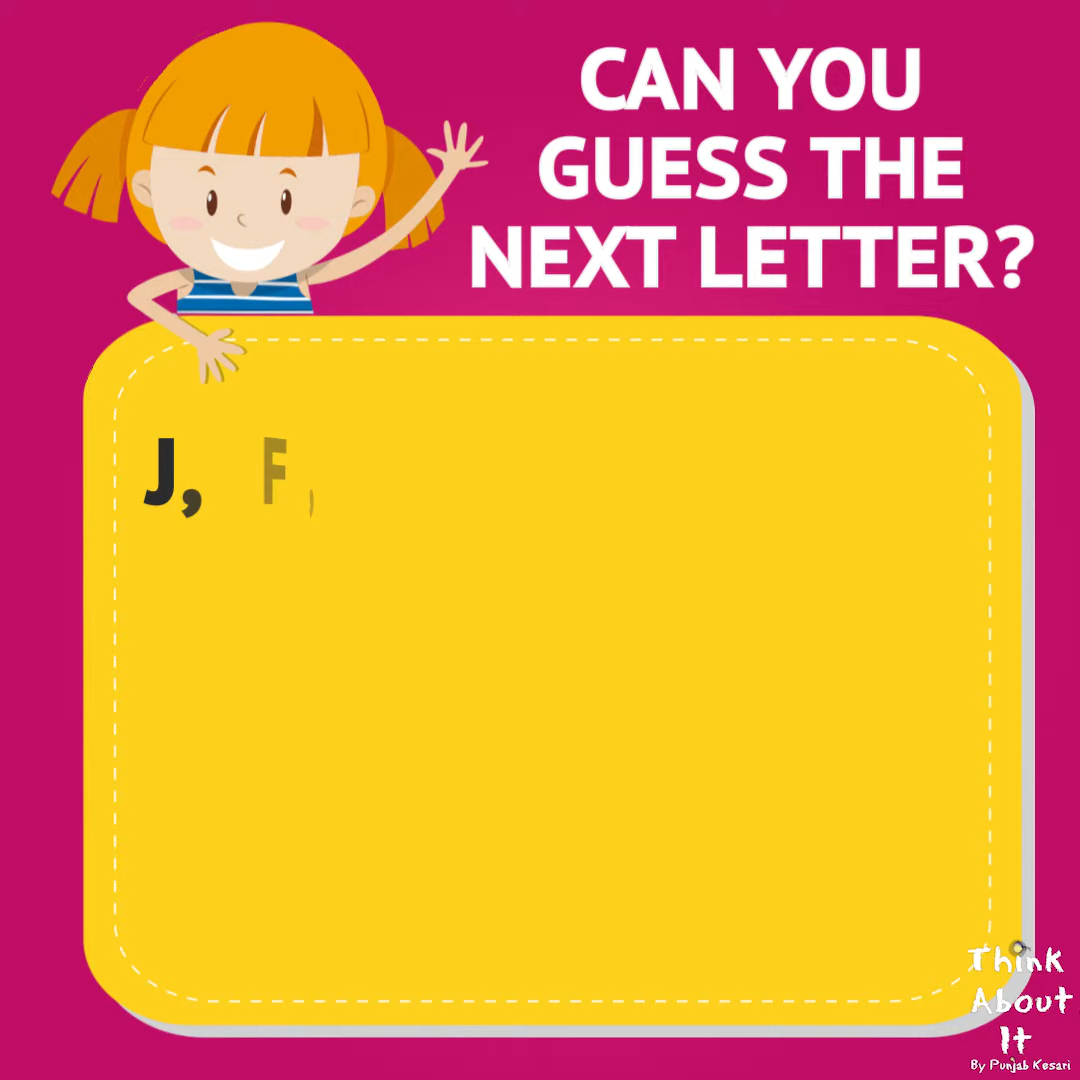 CAN YOU
GUESS THE
NEXT LETTER?
J, F,
Think
About
It
By Punjab Kesari